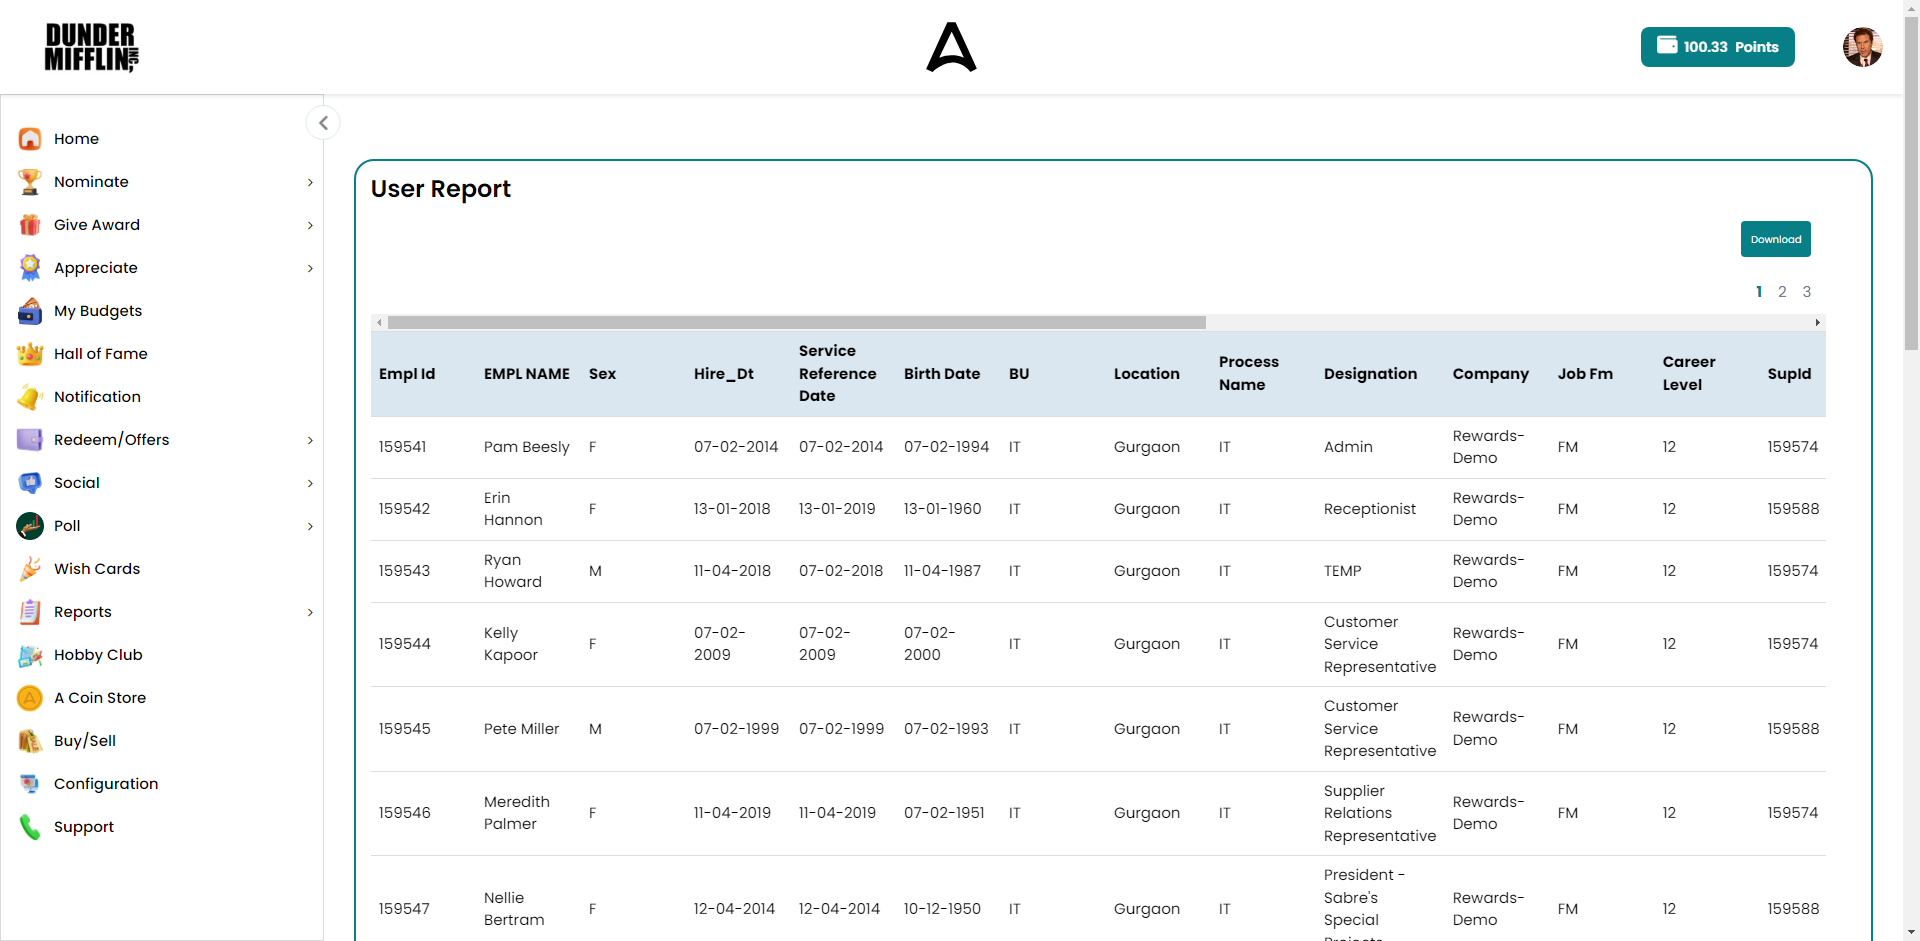 DUNDER
MIFFLIN, INC
100.33 Points
Home
Nominate
Give Award
Appreciate
My Budgets
Hall of Fame
Notification
Redeem/Offers
Social
Poll
Wish Cards
Reports
Hobby Club
A Coin Store
Buy/Sell
Configuration
Support
User Report
Download
1 2 3
Empl Id EMPL NAME Sex Hire_Dt Service Reference Date Birth Date BU Location Process Name Designation Company Job Fm Career Level SupId
159541 Pam Beesly F 07-02-2014 07-02-2014 07-02-1994 IT Gurgaon IT Admin Rewards-Demo FM 12 159574
159542 Erin Hannon F 13-01-2018 13-01-2019 13-01-1960 IT Gurgaon IT Receptionist Rewards-Demo FM 12 159588
159543 Ryan Howard M 11-04-2018 07-02-2018 11-04-1987 IT Gurgaon IT TEMP Rewards-Demo FM 12 159574
159544 Kelly Kapoor F 07-02-2009 07-02-2009 07-02-2000 IT Gurgaon IT Customer Service Representative Rewards-Demo FM 12 159574
159545 Pete Miller M 07-02-1999 07-02-1999 07-02-1993 IT Gurgaon IT Customer Service Representative Rewards-Demo FM 12 159588
159546 Meredith Palmer F 11-04-2019 11-04-2019 07-02-1951 IT Gurgaon IT Supplier Relations Representative Rewards-Demo FM 12 159574
159547 Nellie Bertram F 12-04-2014 12-04-2014 10-12-1950 IT Gurgaon IT President - Sabre's Special Rewards-Demo FM 12 159588